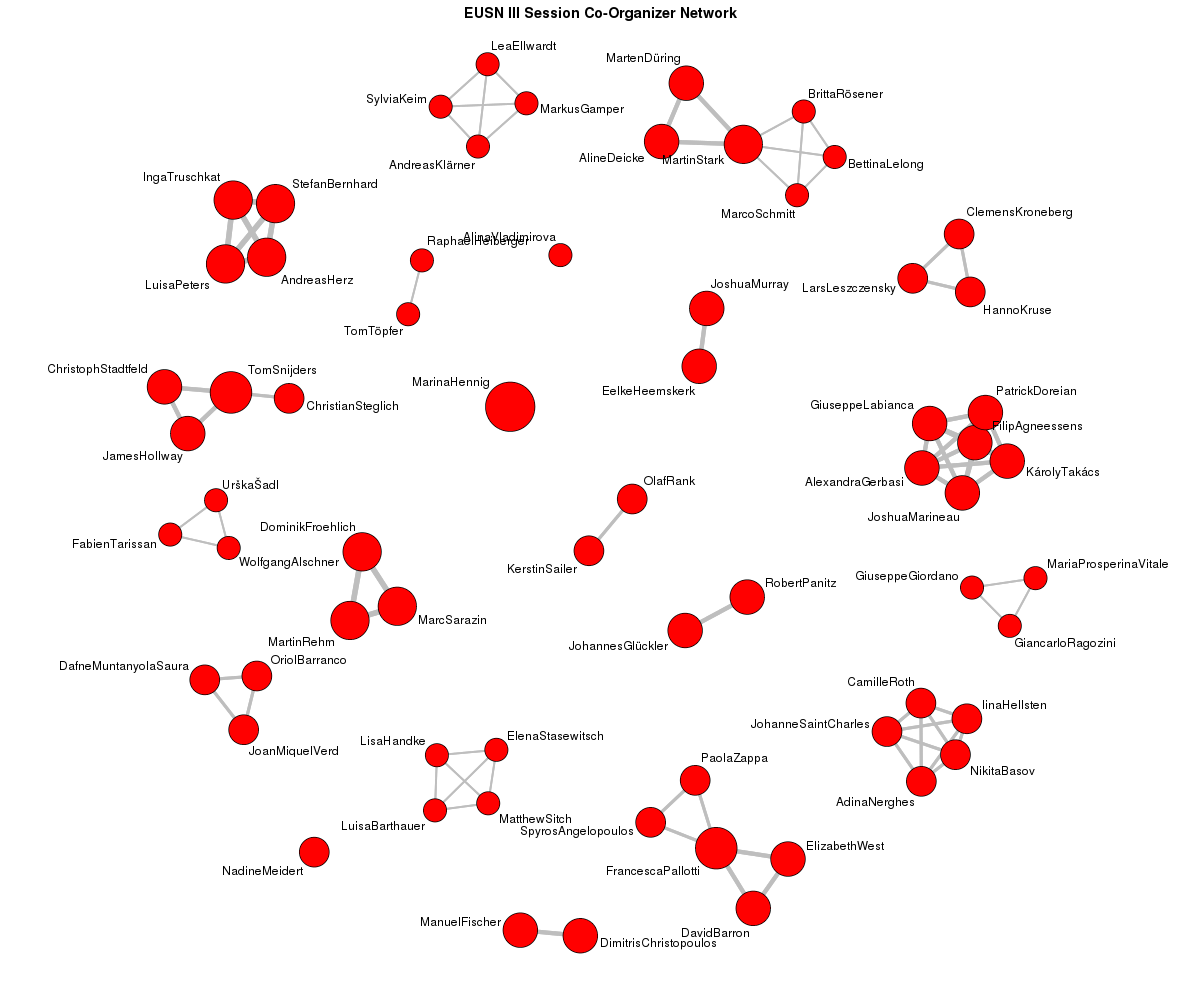 EUSN III Session Co-Organizer Network
LeaEllwardt
MartenDüring
BrittaRösener
SylviaKeim
MarkusGamper
AndreasKlärner
AlineDeicke
MartinStark
BettinaLelong
MarcoSchmitt
IngaTruschkat
StefanBernhard
ClemensKroneberg
AlinaVladimirova
RaphaelHeiberger
AndreasHerz
LuisaPeters
JoshuaMurray
LarsLeszczensky
HannoKruse
TomTöpfer
ChristophStadtfeld
TomSnijders
MarinaHennig
EelkeHeemskerk
PatrickDoreian
GiuseppeLabianca
ChristianSteglich
FilipAgneessens
JamesHollway
KárolyTakács
AlexandraGerbasi
UrškaŠadl
OlafRank
JoshuaMarineau
DominikFroehlich
FabienTarissan
WolfgangAlschner
KerstinSailer
MariaProsperinaVitale
GiuseppeGiordano
RobertPanitz
MarcSarazin
MartinRehm
JohannesGlückler
GiancarloRagozini
DafneMuntanyolaSaura
OriolBarranco
CamilleRoth
IinaHellsten
JohanneSaintCharles
JoanMiquelVerd
LisaHandke
ElenaStasewitsch
PaolaZappa
NikitaBasov
AdinaNerghes
LuisaBarthauer
MatthewSitch
SpyrosAngelopoulos
ElizabethWest
NadineMeidert
FrancescaPallotti
ManuelFischer
DavidBarron
DimitrisChristopoulos